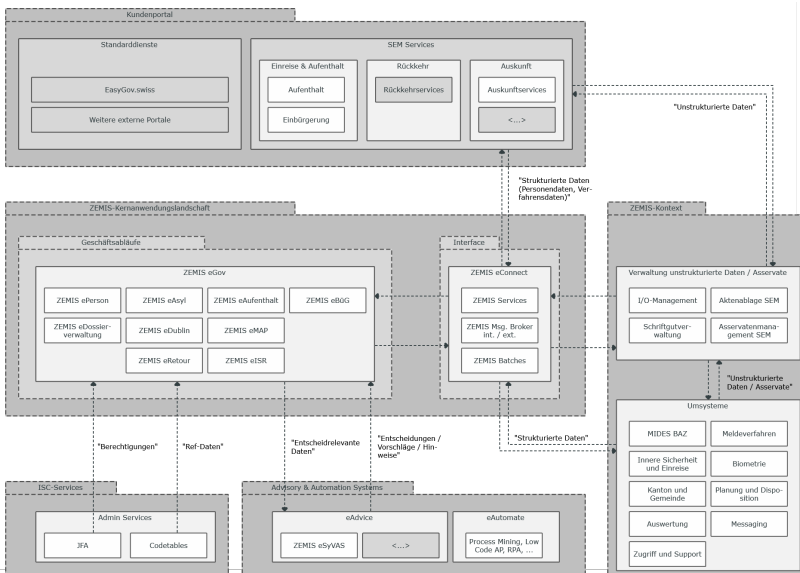 Kundenportal
Standarddienste
EasyGov.swiss
Weitere externe Portale
SEM Services
Einreise & Aufenthalt
Aufenthalt
Einbürgerung
Rückkehr
Rückkehrservices
Auskunft
Auskunftservices
<...>
"Unstrukturierte Daten"
"Strukturierte Daten
(Personendaten, Ver-
fahrensdaten)"
ZEMIS-Kernanwendungslandschaft
Geschäftsabläufe
ZEMIS eGov
ZEMIS ePerson
ZEMIS eAsyl
ZEMIS eAufenthalt
ZEMIS eBüG
ZEMIS eDossier-
verwaltung
ZEMIS eDublin
ZEMIS eMAP
ZEMIS eRetour
ZEMIS eISR
Interface
ZEMIS eConnect
ZEMIS Services
ZEMIS Msg. Broker
int. / ext.
ZEMIS Batches
ZEMIS-Kontext
Verwaltung unstrukturierte Daten / Asservate
I/O-Management
Aktenablage SEM
Schriftgutver-
waltung
Asservatenmana-
gement SEM
"Unstrukturierte
Daten / Asservate"
Umsysteme
MIDES BAZ
Meldeverfahren
Innere Sicherheit
und Einreise
Biometrie
Kanton und
Gemeinde
Planung und Dispo-
sition
Auswertung
Messaging
Zugriff und Support
"Berechtigungen"
"Ref-Daten"
"Entscheidrelevante
Daten"
"Entscheidungen /
Vorschläge / Hin-
weise"
"Strukturierte Daten"
ISC-Services
Admin Services
JFA
Codetables
Advisory & Automation Systems
eAdvice
ZEMIS eSyVAS
<...>
eAutomate
Process Mining, Low
Code AP, RPA, ...